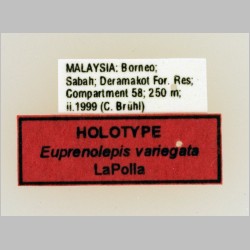 MALAYSIA; Borneo;
Sabah; Deramakot For. Res;
Compartment 58; 250 m;
ii.1999 (C. Brühl)
HOLOTYPE
Euprenolepis variegata
LaPolla